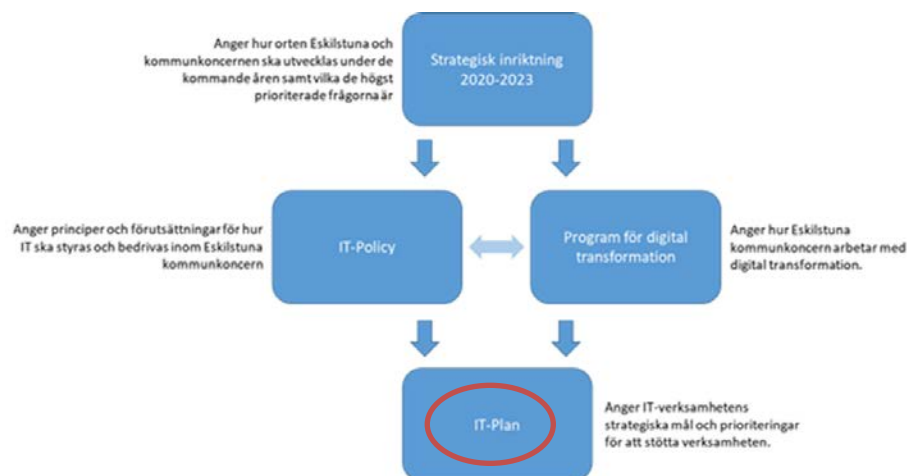 Anger hur orten Eskilstuna och
kommunkoncernen ska utvecklas under de
kommande åren samt vilka de högst
prioriterade frågorna är
Strategisk inriktning
2020-2023
Anger principer och förutsättningar för hur
IT ska styras och bedrivas inom Eskilstuna
kommunkoncern
IT-Policy
Program för digital
transformation
Anger hur Eskilstuna
kommunkoncern arbetar med
digital transformation.
IT-Plan
Anger IT-verksamhetens
strategiska mål och prioriteringar
för att stötta verksamheten.